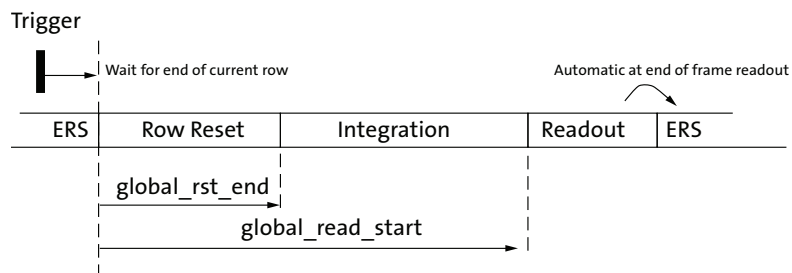 Trigger
Wait for end of current row
Automatic at end of frame readout
ERS Row Reset Integration Readout ERS
global_rst_end
global_read_start